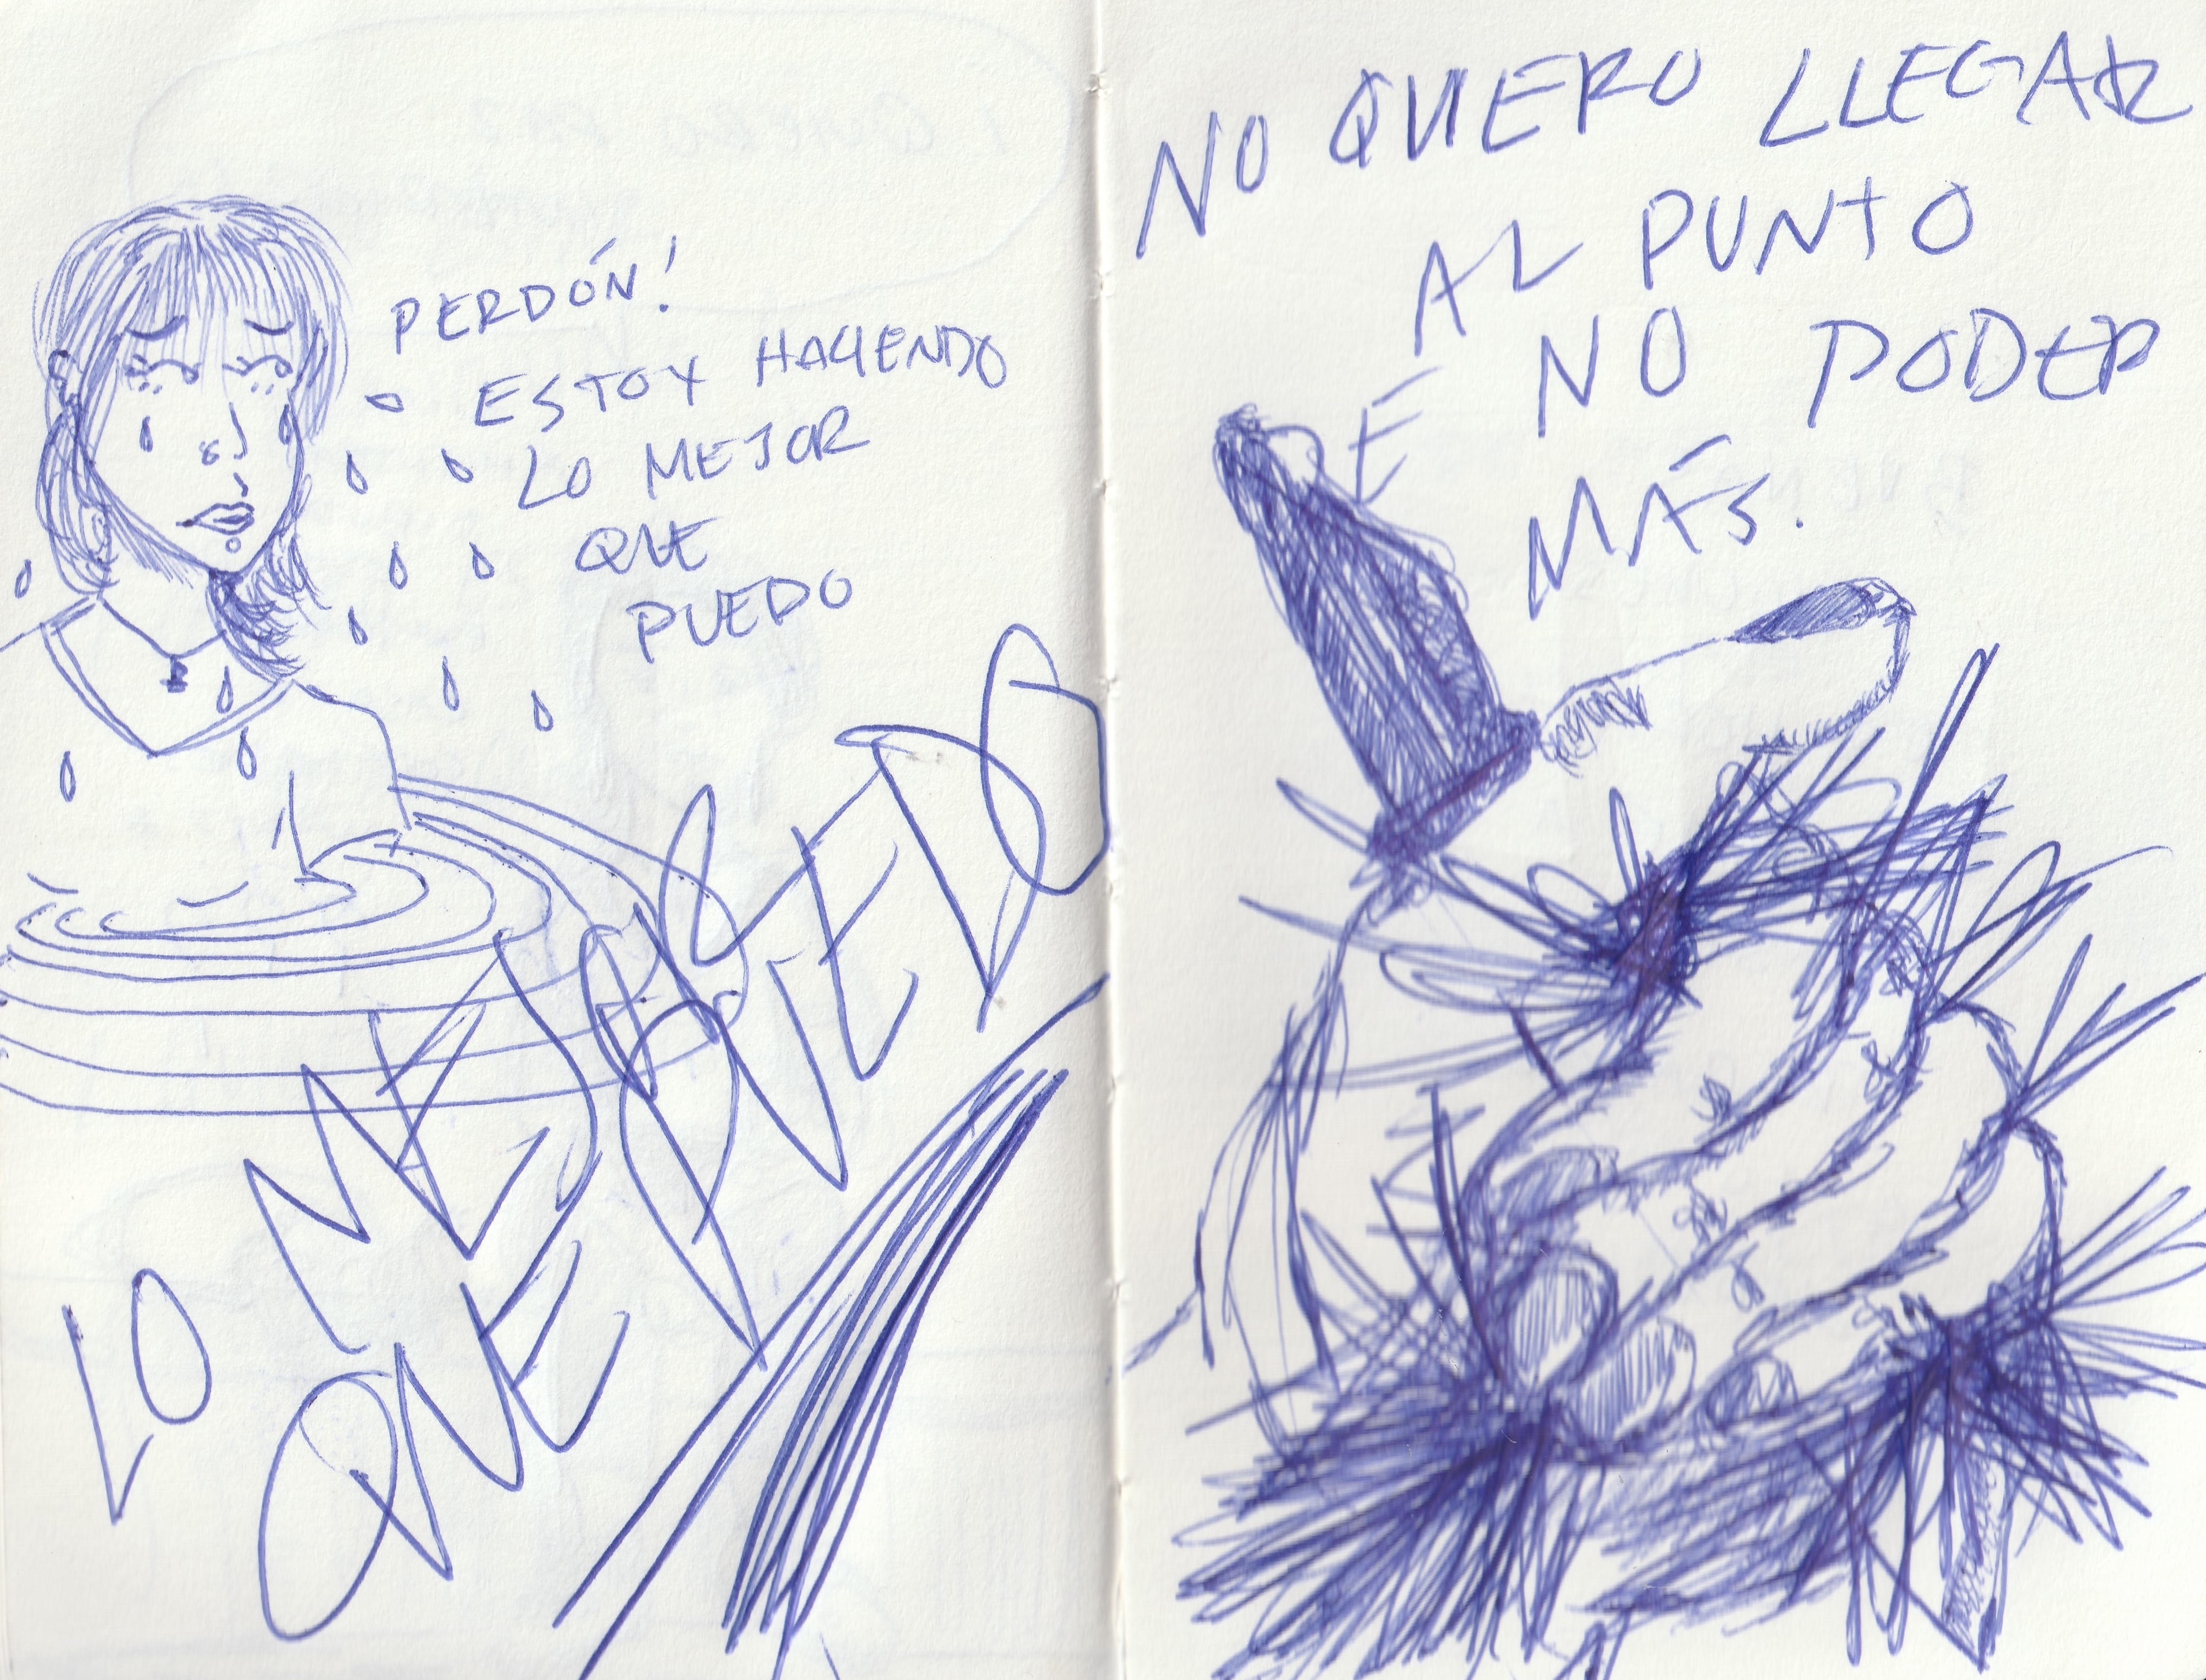 PERDÓN!
ESTOY HACIENDO
LO MEJOR
QUE
PUEDO
LO MEJOR
QUE PUEDO
NO QUIERO LLEGAR
AL PUNTO
E NO PODER
MÁS.